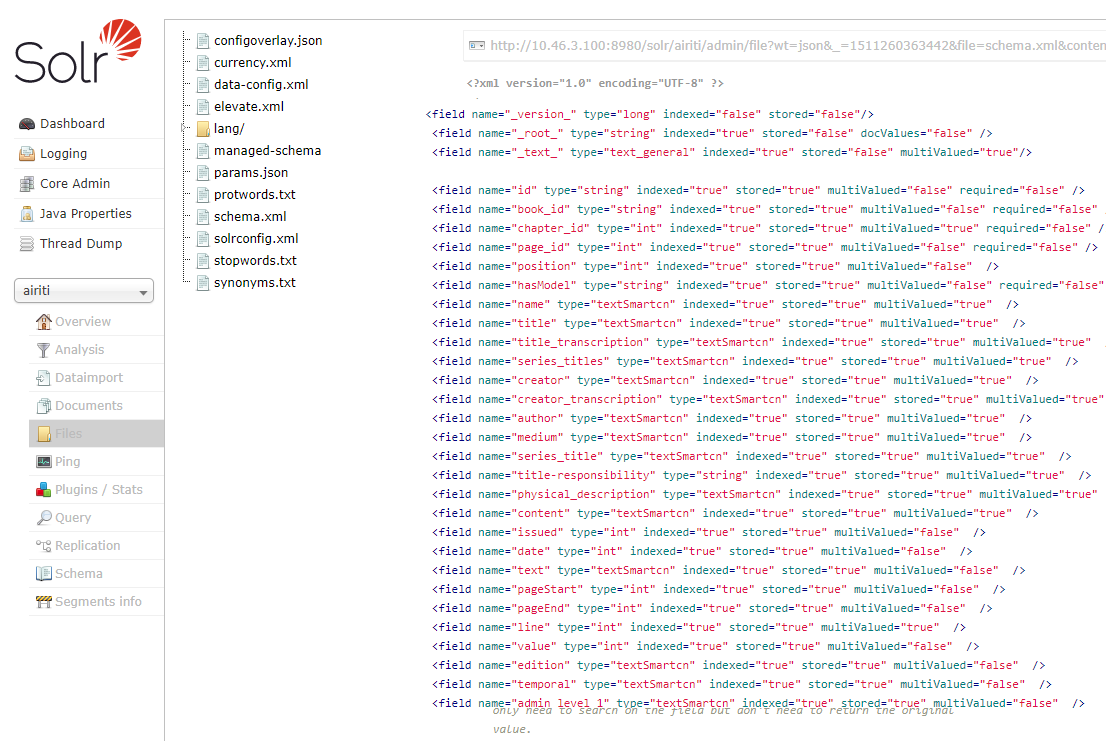 Solr
Dashboard
Logging
Core Admin
Java Properties
Thread Dump
airiti
Overview
Analysis
Dataimport
Documents
Files
Ping
Plugins / Stats
Query
Replication
Schema
Segments info
configoverlay.json
currency.xml
data-config.xml
elevate.xml
lang/
managed-schema
params.json
protwords.txt
schema.xml
solrconfig.xml
stopwords.txt
synonyms.txt
http://10.46.3.100:8980/solr/airiti/admin/file?wt=json&_=1511260363442&file=schema.xml&conten
<?xml version="1.0" encoding="UTF-8" ?>
<field name="_version_" type="long" indexed="false" stored="false"/>
<field name="_root_" type="string" indexed="true" stored="false" docValues="false" />
<field name="_text_" type="text_general" indexed="true" stored="false" multiValued="true"/>
<field name="id" type="string" indexed="true" stored="true" multiValued="false" required="false" />
<field name="book_id" type="string" indexed="true" stored="true" multiValued="false" required="false"
<field name="chapter_id" type="int" indexed="true" stored="true" multiValued="true" required="false" /
<field name="page_id" type="int" indexed="true" stored="true" multiValued="false" required="false" />
<field name="position" type="int" indexed="true" stored="true" multiValued="false"  />
<field name="hasModel" type="string" indexed="true" stored="true" multiValued="false" required="false"
<field name="name" type="textSmartcn" indexed="true" stored="true" multiValued="true"  />
<field name="title" type="textSmartcn" indexed="true" stored="true" multiValued="true"  />
<field name="title_transcription" type="textSmartcn" indexed="true" stored="true" multiValued="true"  />
<field name="series_titles" type="textSmartcn" indexed="true" stored="true" multiValued="true"  />
<field name="creator" type="textSmartcn" indexed="true" stored="true" multiValued="true"  />
<field name="creator_transcription" type="textSmartcn" indexed="true" stored="true" multiValued="true"
<field name="author" type="textSmartcn" indexed="true" stored="true" multiValued="true"  />
<field name="medium" type="textSmartcn" indexed="true" stored="true" multiValued="true"  />
<field name="series_title" type="textSmartcn" indexed="true" stored="true" multiValued="true"  />
<field name="title-responsibility" type="string" indexed="true" stored="true" multiValued="true"  />
<field name="physical_description" type="textSmartcn" indexed="true" stored="true" multiValued="true"
<field name="content" type="textSmartcn" indexed="true" stored="true" multiValued="true"  />
<field name="issued" type="int" indexed="true" stored="true" multiValued="false"  />
<field name="date" type="int" indexed="true" stored="true" multiValued="false"  />
<field name="text" type="textSmartcn" indexed="true" stored="true" multiValued="false"  />
<field name="pageStart" type="int" indexed="true" stored="true" multiValued="false"  />
<field name="pageEnd" type="int" indexed="true" stored="true" multiValued="false"  />
<field name="line" type="int" indexed="true" stored="true" multiValued="true"  />
<field name="value" type="int" indexed="true" stored="true" multiValued="false"  />
<field name="edition" type="textSmartcn" indexed="true" stored="true" multiValued="false"  />
<field name="temporal" type="textSmartcn" indexed="true" stored="true" multiValued="false"  />
<field name="admin_level_1" type="textSmartcn" indexed="true" stored="true" multiValued="false"  />
only need to search on the field but don't need to return the original
value.